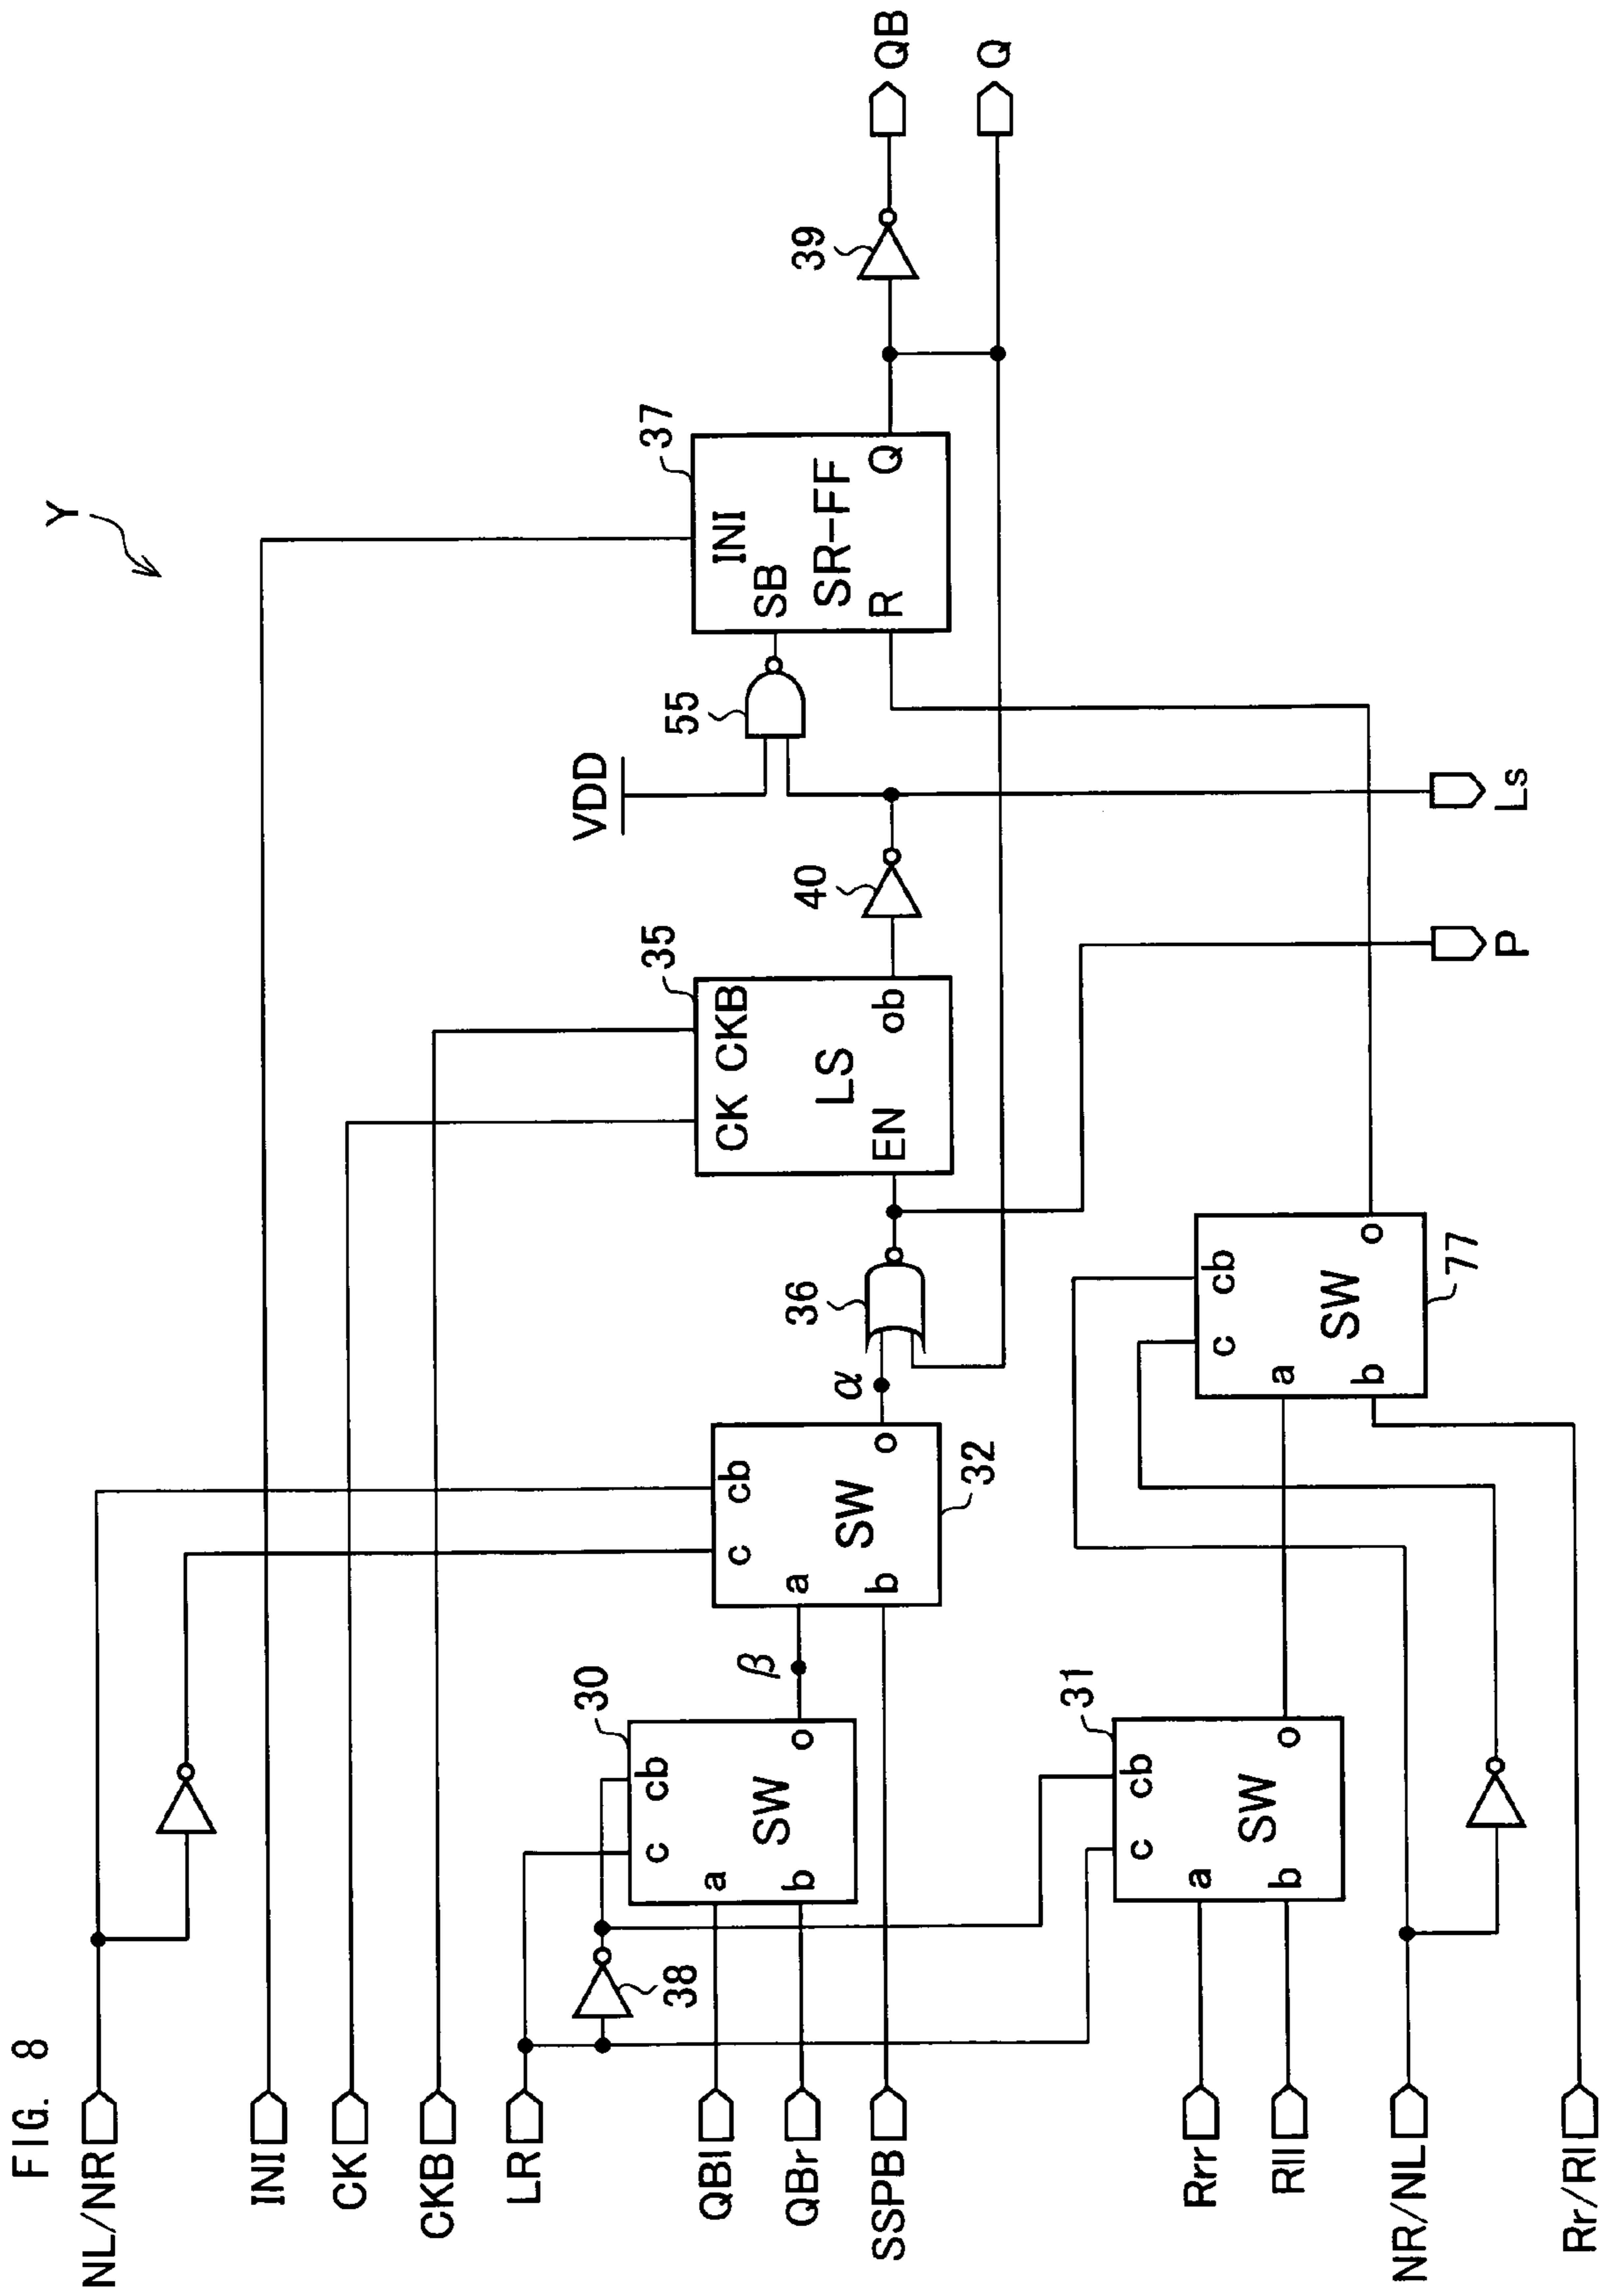 FIG. 8
Y
NL/NR
INI
CK
CKB
LR
QBl
QBr
SSPB
Rrr
Rll
NR/NL
Rr/Rl
38
30
c cb
SW
a
b
o
β
32
c cb
SW
a
b
o
α
36
35
CK CKB
LS
EN
ob
40
VDD
55
37
INI
SB
SR-FF
R
Q
39
QB
Q
31
c cb
SW
a
b
o
77
c cb
SW
a
b
o
P
Ls